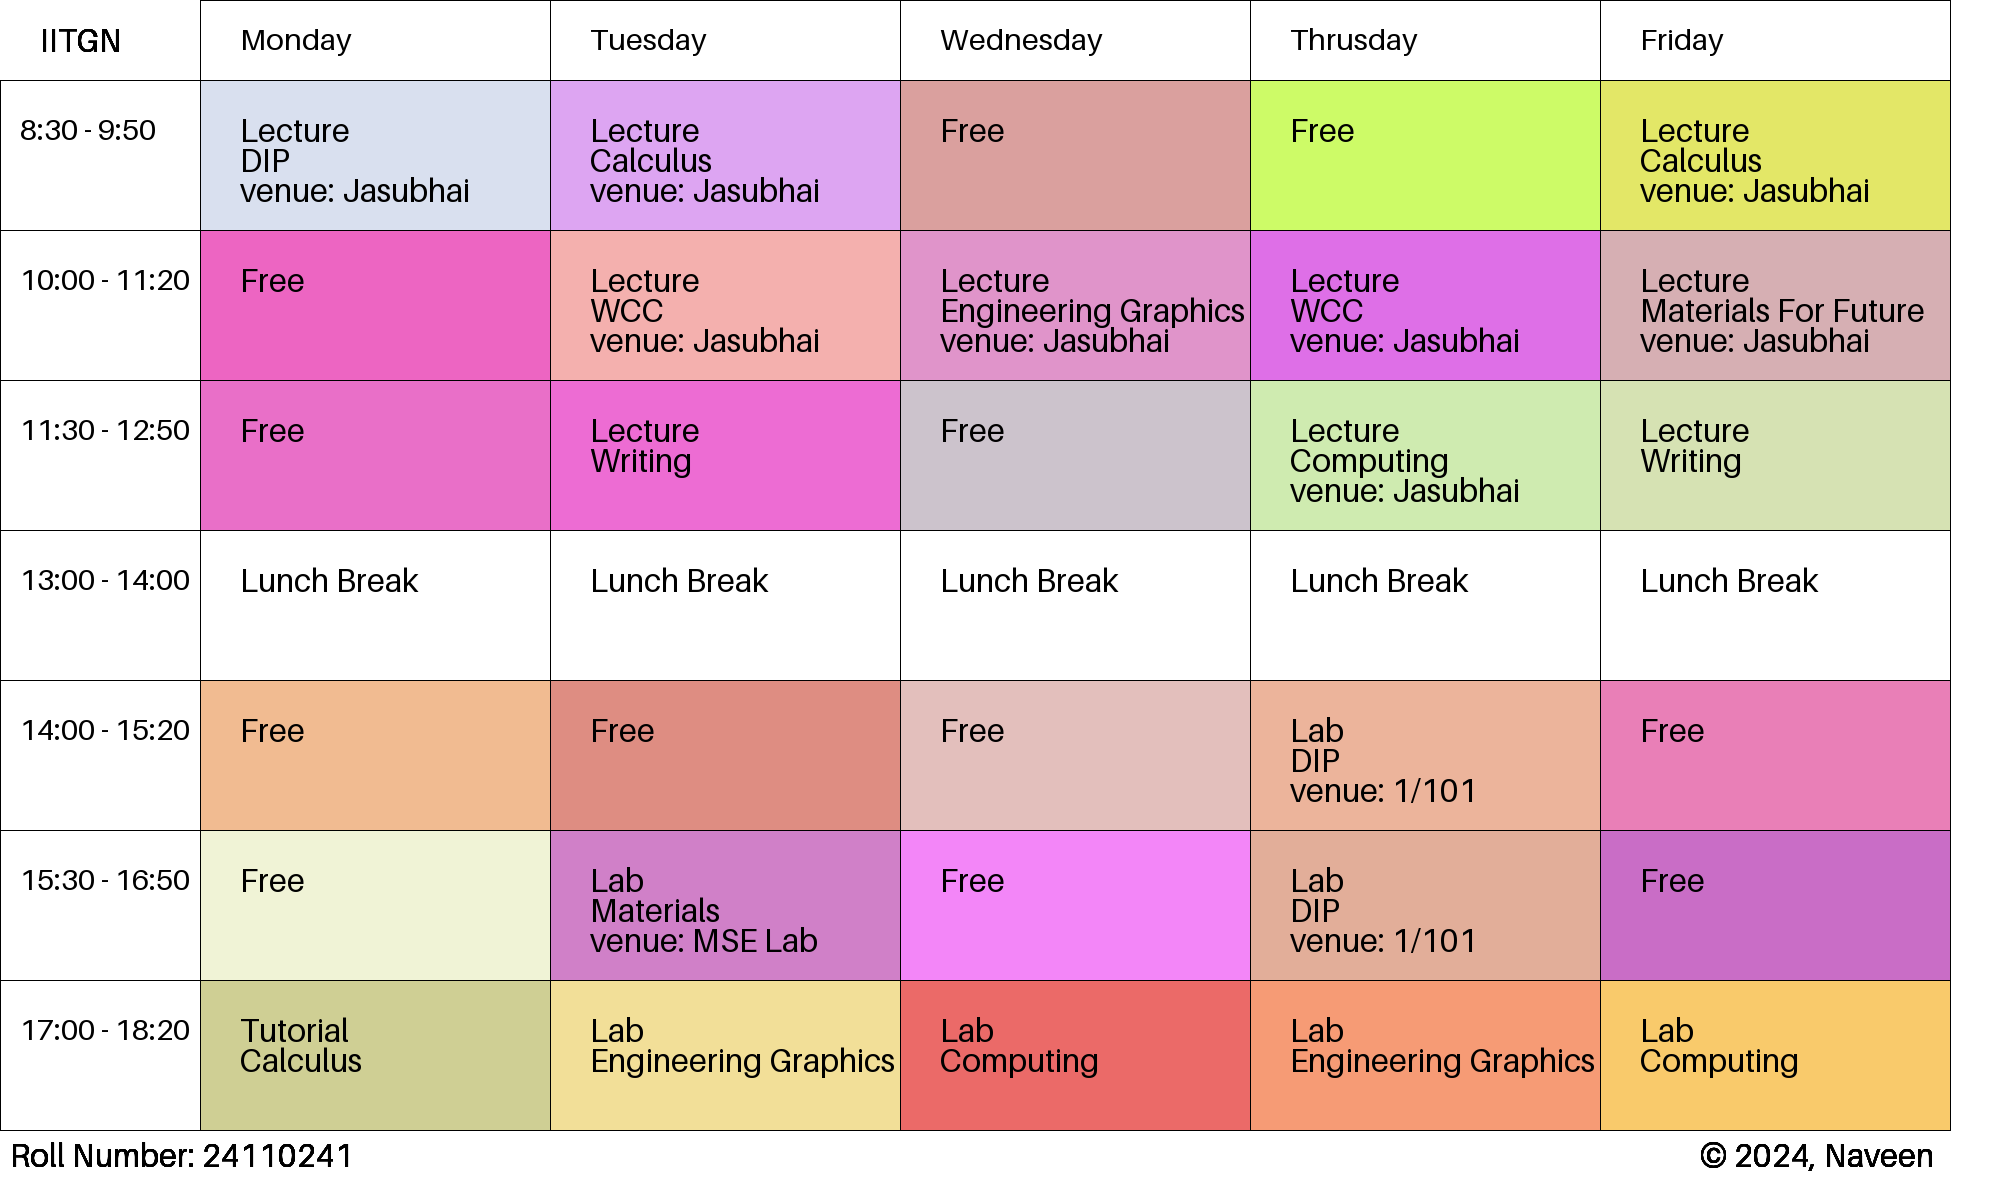 IITGN Monday Tuesday Wednesday Thrusday Friday
8:30 - 9:50
Lecture
DIP
venue: Jasubhai
Lecture
Calculus
venue: Jasubhai
Free
Free
Lecture
Calculus
venue: Jasubhai
10:00 - 11:20
Free
Lecture
WCC
venue: Jasubhai
Lecture
Engineering Graphics
venue: Jasubhai
Lecture
WCC
venue: Jasubhai
Lecture
Materials For Future
venue: Jasubhai
11:30 - 12:50
Free
Lecture
Writing
Free
Lecture
Computing
venue: Jasubhai
Lecture
Writing
13:00 - 14:00
Lunch Break
Lunch Break
Lunch Break
Lunch Break
Lunch Break
14:00 - 15:20
Free
Free
Free
Lab
DIP
venue: 1/101
Free
15:30 - 16:50
Free
Lab
Materials
venue: MSE Lab
Free
Lab
DIP
venue: 1/101
Free
17:00 - 18:20
Tutorial
Calculus
Lab
Engineering Graphics
Lab
Computing
Lab
Engineering Graphics
Lab
Computing
Roll Number: 24110241
© 2024, Naveen